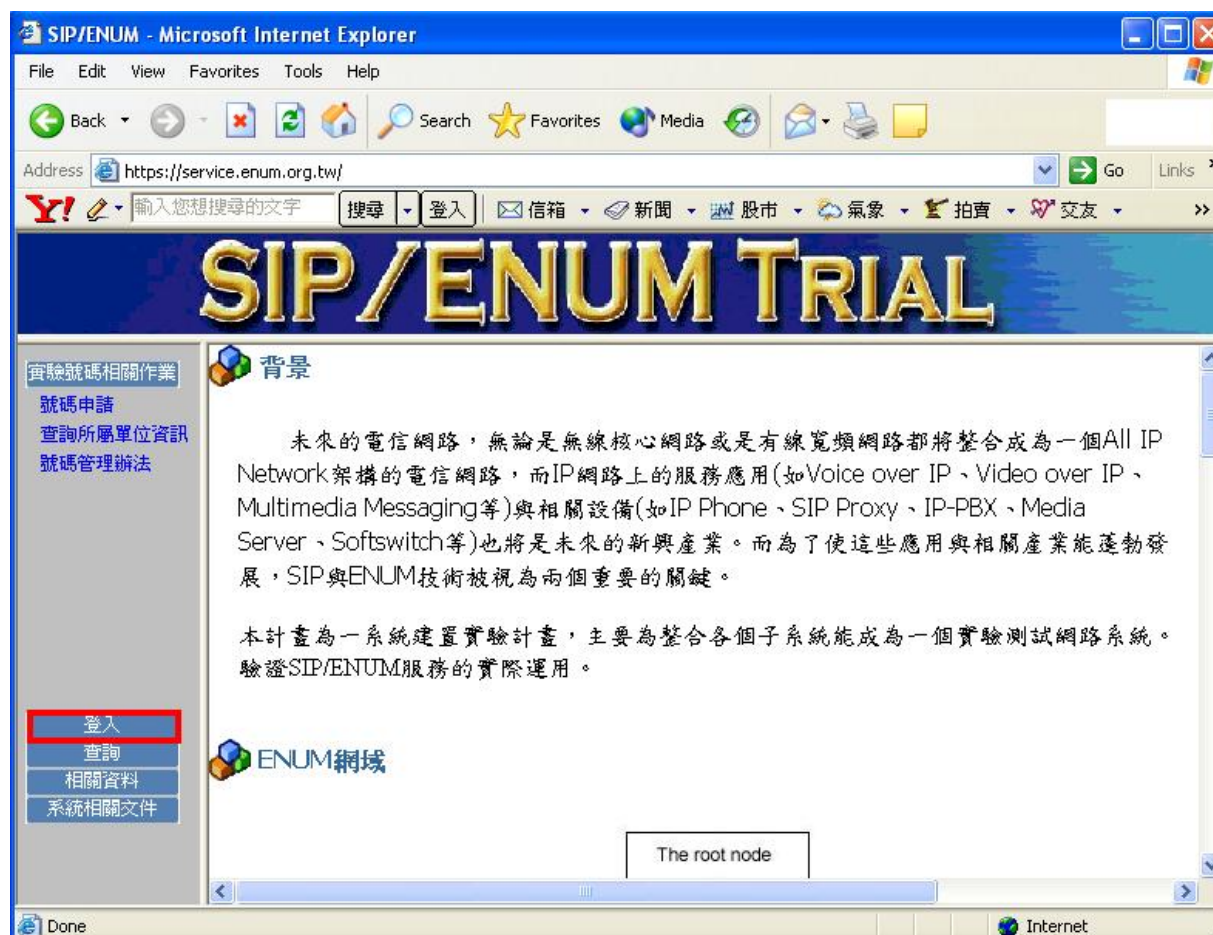 SIP/ENUM - Microsoft Internet Explorer
File Edit View Favorites Tools Help
Back Search Favorites Media
Address https://service.enum.org.tw/ Go Links
Y! 輸入您想搜尋的文字 搜尋 登入 信箱 新聞 股市 氣象 拍賣 交友
SIP/ENUM TRIAL
實驗號碼相關作業
號碼申請
查詢所屬單位資訊
號碼管理辦法
登入
查詢
相關資料
系統相關文件
背景
未來的電信網路，無論是無線核心網路或是有線寬頻網路都將整合成為一個All IP
Network架構的電信網路，而IP網路上的服務應用(如Voice over IP、Video over IP、
Multimedia Messaging等)與相關設備(如IP Phone、SIP Proxy、IP-PBX、Media
Server、Softswitch等)也將是未來的新興產業。而為了使這些應用與相關產業能蓬勃發
展，SIP與ENUM技術被視為兩個重要的關鍵。
本計畫為一系統建置實驗計畫，主要為整合各個子系統能成為一個實驗測試網路系統。
驗證SIP/ENUM服務的實際運用。
ENUM網域
The root node
Done Internet